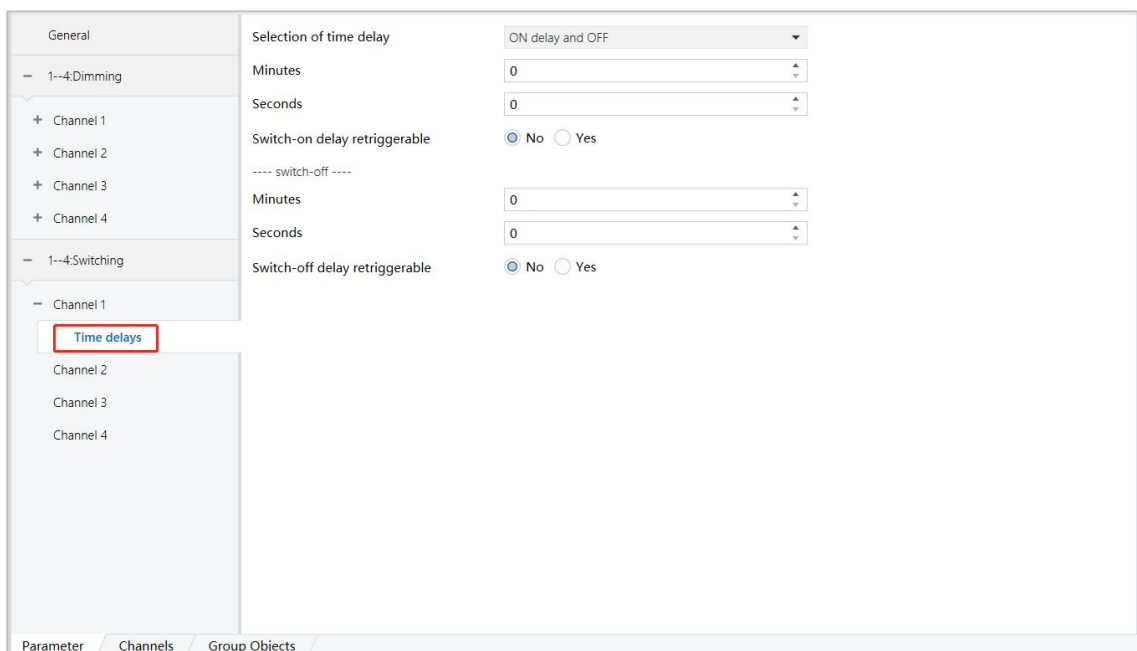 General
1--4:Dimming
Channel 1
Channel 2
Channel 3
Channel 4
1--4:Switching
Channel 1
Time delays
Channel 2
Channel 3
Channel 4
Selection of time delay ON delay and OFF
Minutes 0
Seconds 0
Switch-on delay retriggerable No Yes
---- switch-off ----
Minutes 0
Seconds 0
Switch-off delay retriggerable No Yes
Parameter Channels Group Objects